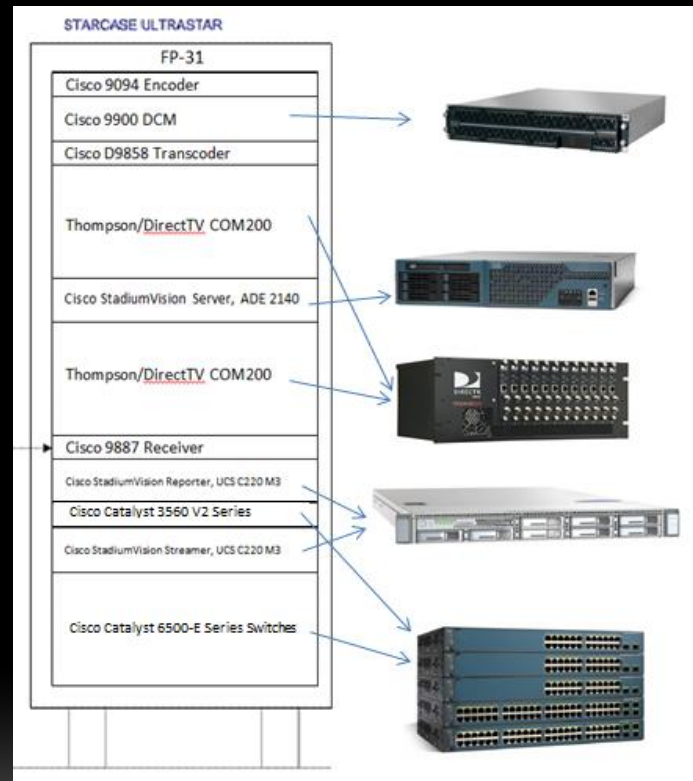 STARCASE ULTRASTAR
FP-31
Cisco 9094 Encoder
Cisco 9900 DCM
Cisco D9858 Transcoder
Thompson/DirectTV COM200
Cisco StadiumVision Server, ADE 2140
Thompson/DirectTV COM200
Cisco 9887 Receiver
Cisco StadiumVision Reporter, UCS C220 M3
Cisco Catalyst 3560 V2 Series
Cisco StadiumVision Streamer, UCS C220 M3
Cisco Catalyst 6500-E Series Switches
DIRECTV